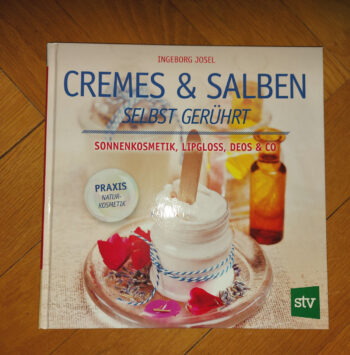 INGEBORG JOSEL
CREMES & SALBEN
SELBST GERÜHRT
SONNENKOSMETIK, LIPGLOSS, DEOS & CO
PRAXIS
NATUR-
KOSMETIK
stv